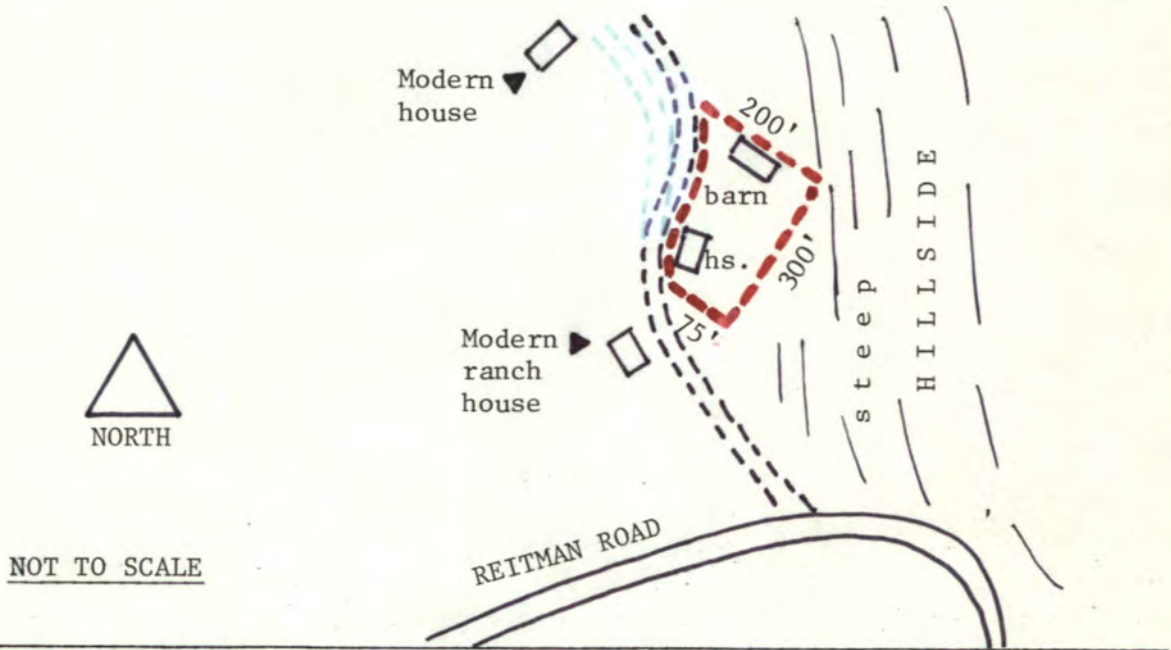 Modern
house
200'
barn
hs.
300'
75'
Modern
ranch
house
steep
HILLSIDE
NORTH
REITMAN ROAD
NOT TO SCALE